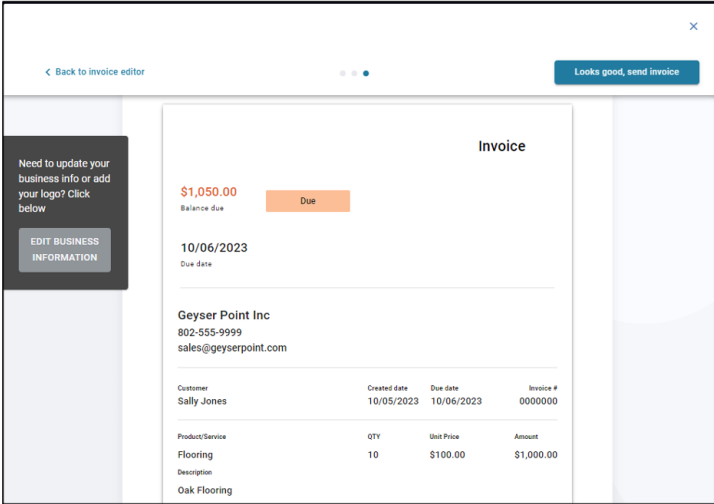 ×
Back to invoice editor
Looks good, send invoice
Need to update your
business info or add
your logo? Click
below
EDIT BUSINESS
INFORMATION
Invoice
$1,050.00
Due
Balance due
10/06/2023
Due date
Geyser Point Inc
802-555-9999
sales@geyserpoint.com
Customer Created date Due date Invoice #
Sally Jones 10/05/2023 10/06/2023 0000000
Product/Service QTY Unit Price Amount
Flooring 10 $100.00 $1,000.00
Description
Oak Flooring